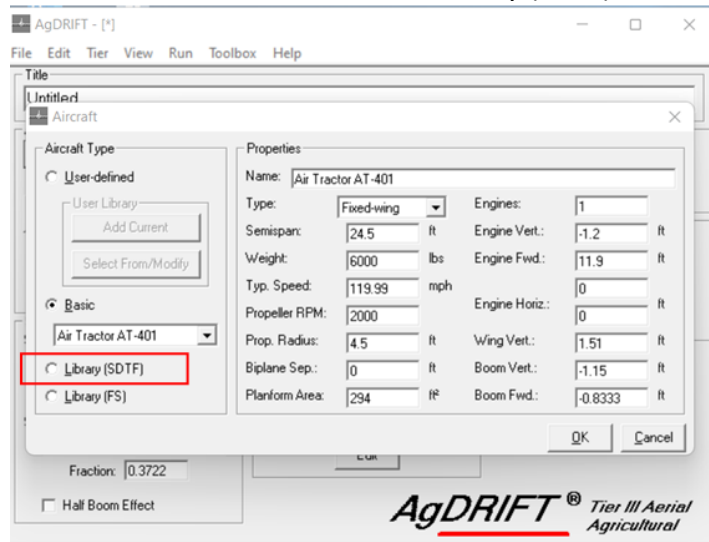 AgDRIFT - [*]
File Edit Tier View Run Toolbox Help
Title
Untitled
Aircraft
Aircraft Type
User-defined
User Library
Add Current
Select From/Modify
Basic
Air Tractor AT-401
Library (SDTF)
Library (FS)
Properties
Name: Air Tractor AT-401
Type: Fixed-wing Engines: 1
Semispan: 24.5 ft Engine Vert.: -1.2 ft
Weight: 6000 lbs Engine Fwd.: 11.9 ft
Typ. Speed: 119.99 mph 0
Propeller RPM: 2000 Engine Horiz.: 0 ft
Prop. Radius: 4.5 ft Wing Vert.: 1.51 ft
Biplane Sep.: 0 ft Boom Vert.: -1.15 ft
Planform Area: 294 ft² Boom Fwd.: -0.8333 ft
OK Cancel
Fraction: 0.3722
Half Boom Effect
AgDRIFT® Tier III Aerial
Agricultural